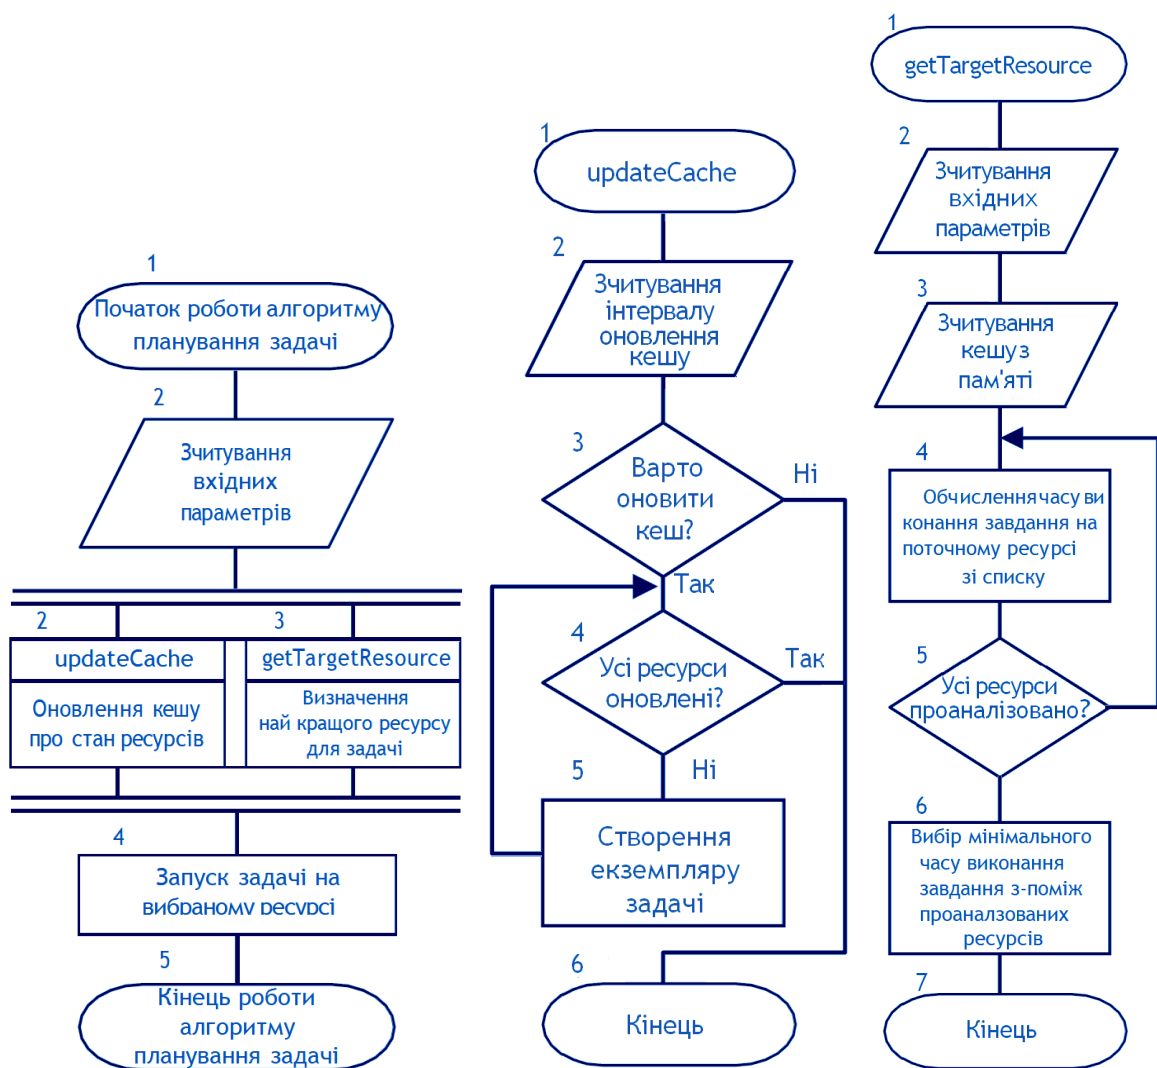 1
Початок роботи алгоритму
планування задачі
2
Зчитування
вхідних
параметрів
2
updateCache
Оновлення кешу
про стан ресурсів
3
getTargetResource
Визначення
най кращого ресурсу
для задачі
4
Запуск задачі на
вибраному ресурсі
5
Кінець роботи
алгоритму
планування задачі
1
updateCache
2
Зчитування
інтервалу
оновлення
кешу
3
Варто
оновити
кеш?
Ні
Так
4
Усі ресурси
оновлені?
Так
Ні
5
Створення
екземпляру
задачі
6
Кінець
1
getTargetResource
2
Зчитування
вхідних
параметрів
3
Зчитування
кешу з
пам'яті
4
Обчислення часу ви
конання завдання на
поточному ресурсі
зі списку
5
Усі ресурси
проаналізовано?
6
Вибір мінімального
часу виконання
завдання з-поміж
проаналзованих
ресурсів
7
Кінець